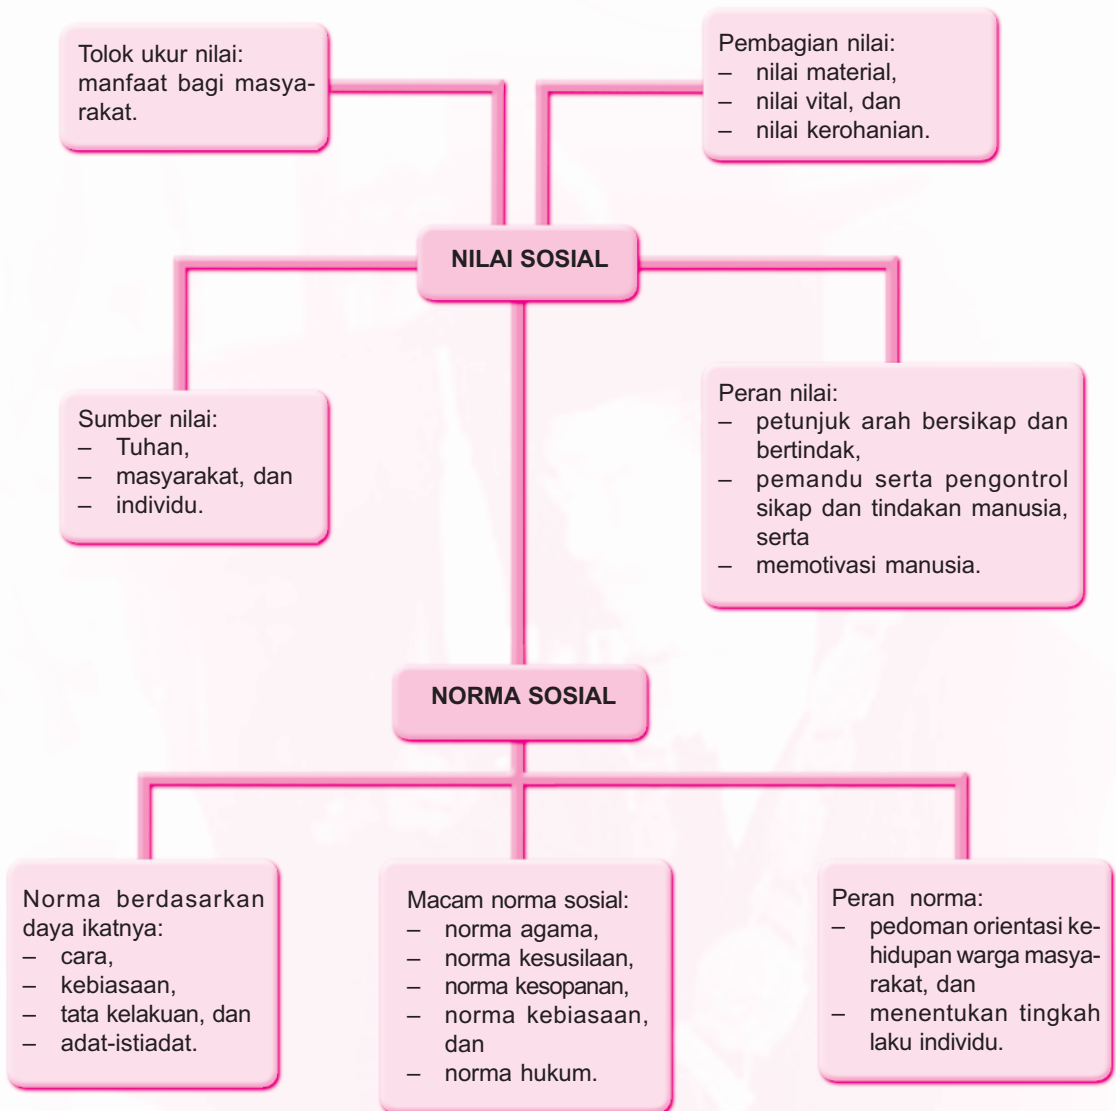 Tolok ukur nilai:
manfaat bagi masya-
rakat.
Pembagian nilai:
– nilai material,
– nilai vital, dan
– nilai kerohanian.
NILAI SOSIAL
Sumber nilai:
– Tuhan,
– masyarakat, dan
– individu.
Peran nilai:
– petunjuk arah bersikap dan
bertindak,
– pemandu serta pengontrol
sikap dan tindakan manusia,
serta
– memotivasi manusia.
NORMA SOSIAL
Norma berdasarkan
daya ikatnya:
– cara,
– kebiasaan,
– tata kelakuan, dan
– adat-istiadat.
Macam norma sosial:
– norma agama,
– norma kesusilaan,
– norma kesopanan,
– norma kebiasaan,
dan
– norma hukum.
Peran norma:
– pedoman orientasi ke-
hidupan warga masya-
rakat, dan
– menentukan tingkah
laku individu.